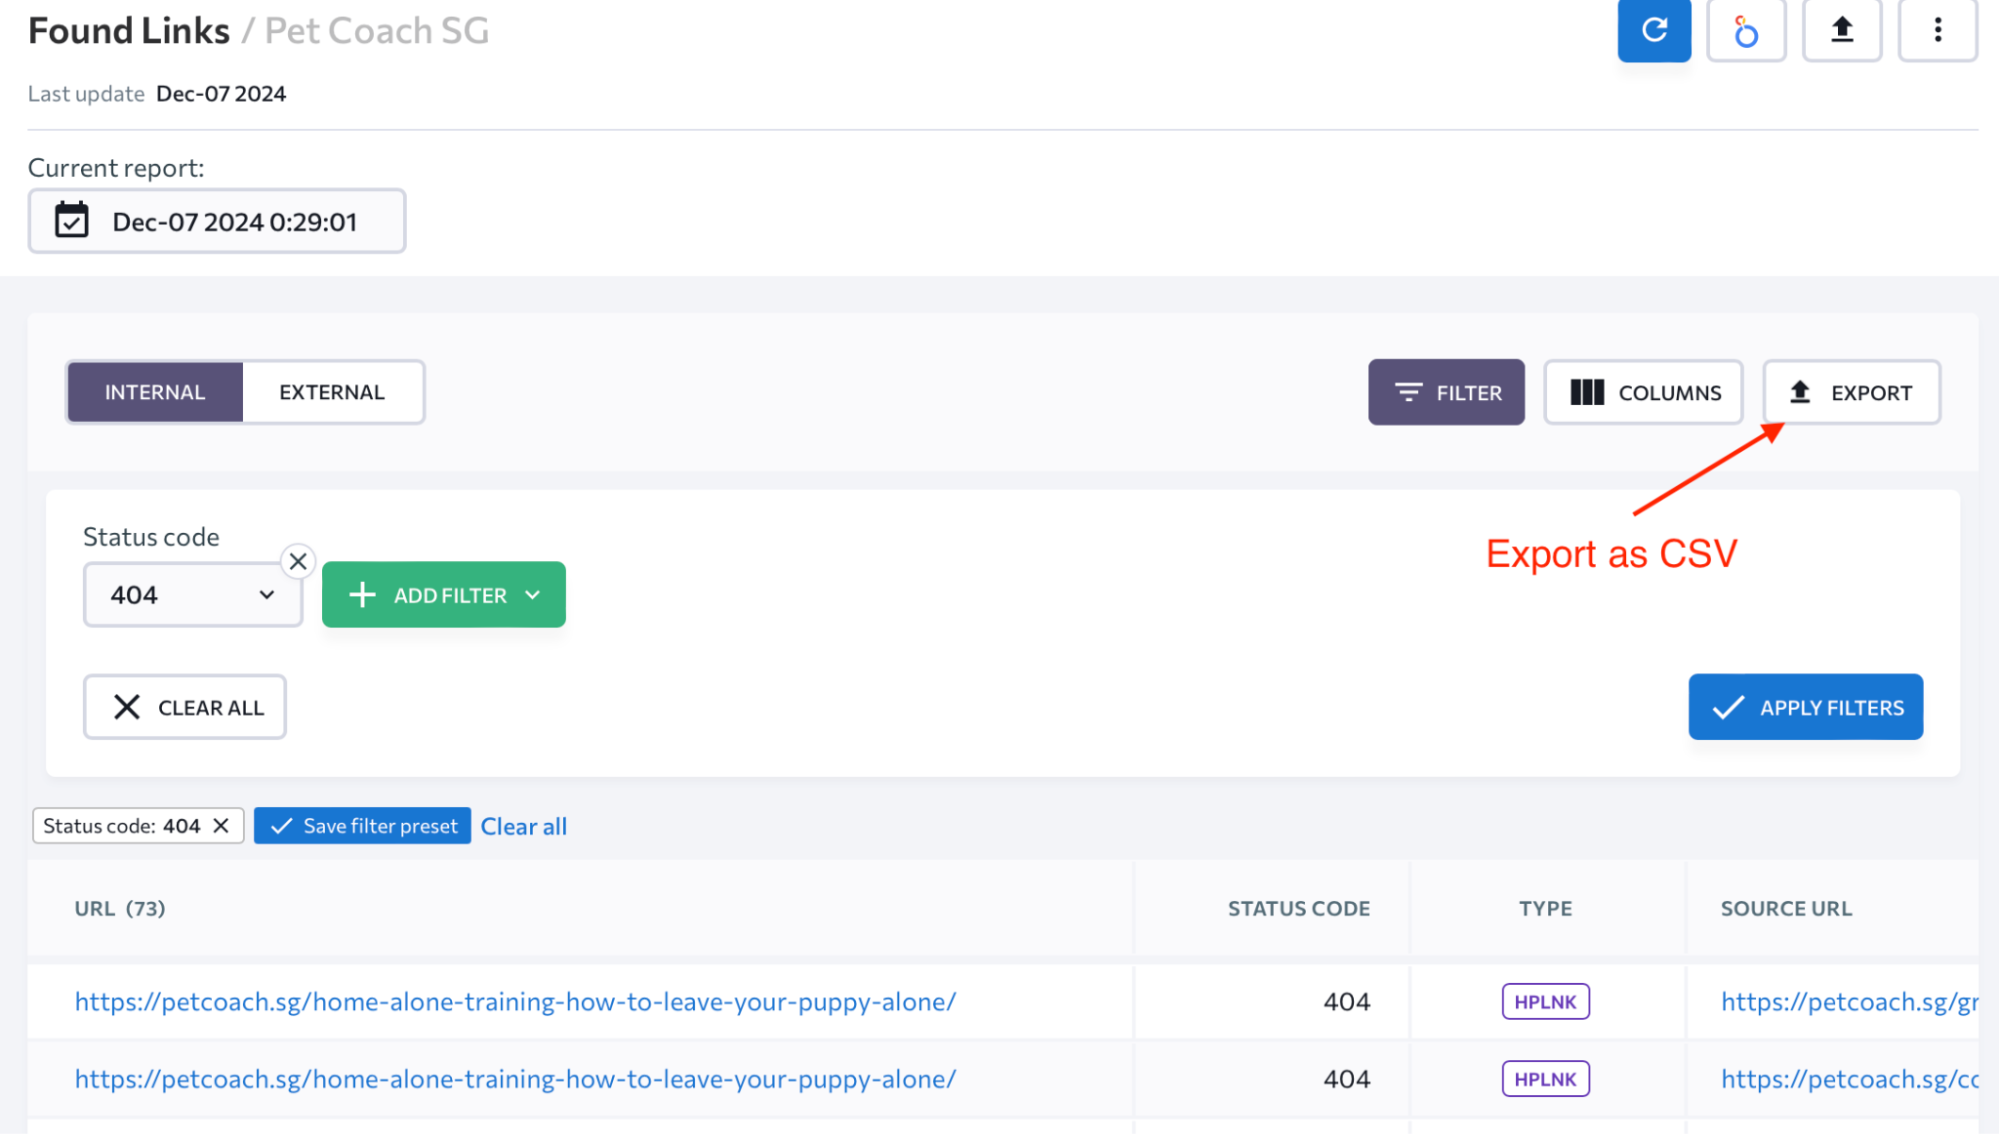 Found Links / Pet Coach SG
Last update Dec-07 2024
Current report:
Dec-07 2024 0:29:01
INTERNAL EXTERNAL FILTER COLUMNS EXPORT
Export as CSV
Status code
404 ADD FILTER
CLEAR ALL APPLY FILTERS
Status code: 404 Save filter preset Clear all
URL (73) STATUS CODE TYPE SOURCE URL
https://petcoach.sg/home-alone-training-how-to-leave-your-puppy-alone/ 404 HPLNK https://petcoach.sg/gr
https://petcoach.sg/home-alone-training-how-to-leave-your-puppy-alone/ 404 HPLNK https://petcoach.sg/co